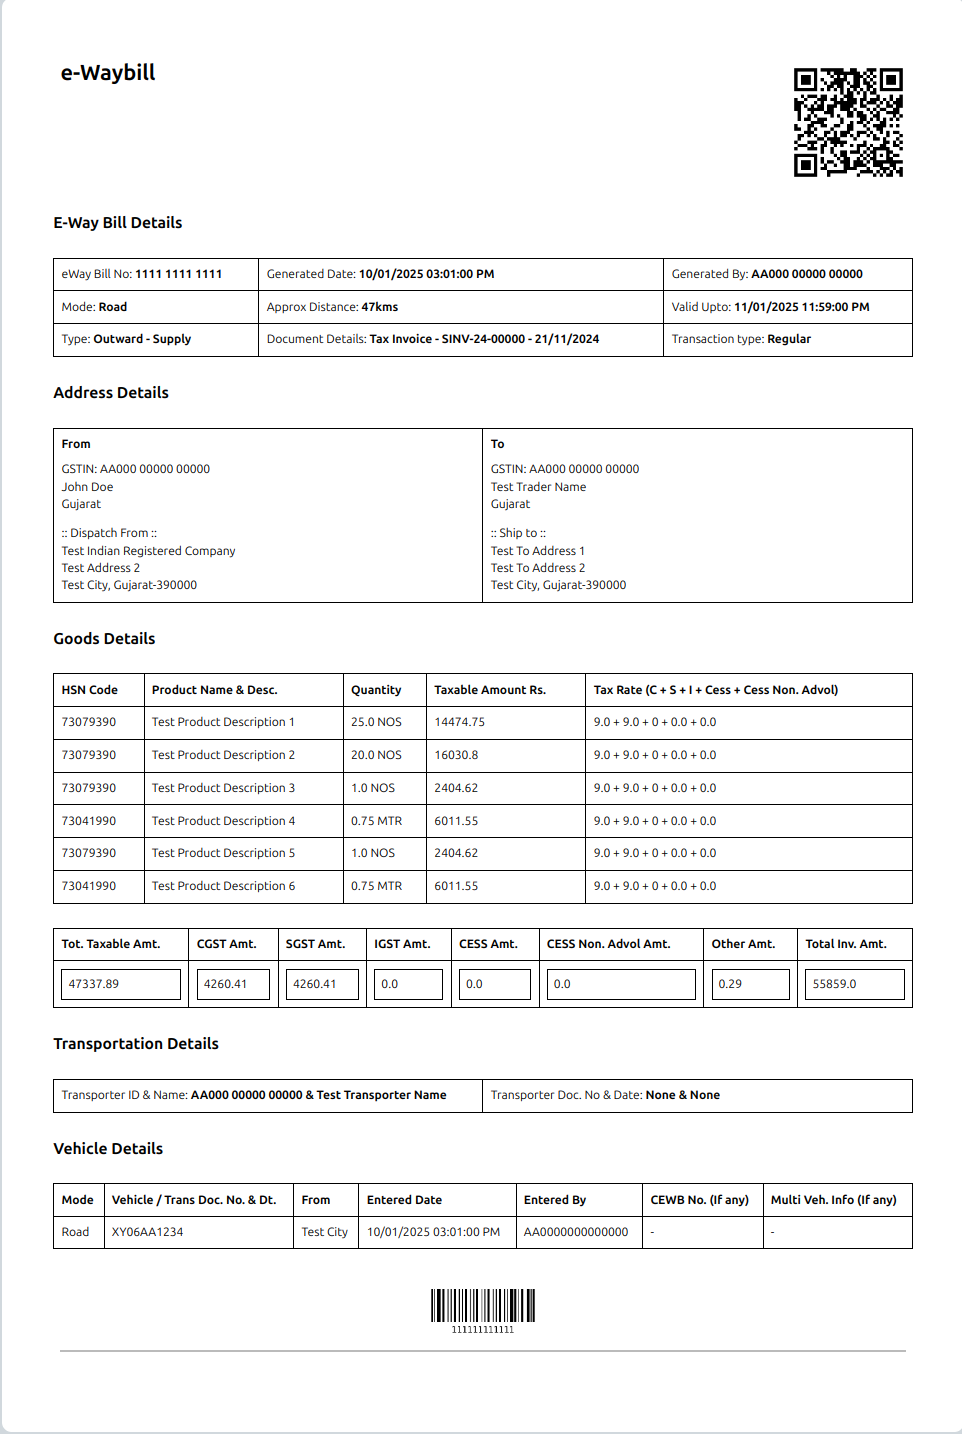 e-Waybill
E-Way Bill Details
eWay Bill No: 1111 1111 1111 Generated Date: 10/01/2025 03:01:00 PM Generated By: AA000 00000 00000
Mode: Road Approx Distance: 47kms Valid Upto: 11/01/2025 11:59:00 PM
Type: Outward - Supply Document Details: Tax Invoice - SINV-24-00000 - 21/11/2024 Transaction type: Regular
Address Details
From
GSTIN: AA000 00000 00000
John Doe
Gujarat
:: Dispatch From ::
Test Indian Registered Company
Test Address 2
Test City, Gujarat-390000
To
GSTIN: AA000 00000 00000
Test Trader Name
Gujarat
:: Ship to ::
Test To Address 1
Test To Address 2
Test City, Gujarat-390000
Goods Details
HSN Code Product Name & Desc. Quantity Taxable Amount Rs. Tax Rate (C + S + I + Cess + Cess Non. Advol)
73079390 Test Product Description 1 25.0 NOS 14474.75 9.0 + 9.0 + 0 + 0.0 + 0.0
73079390 Test Product Description 2 20.0 NOS 16030.8 9.0 + 9.0 + 0 + 0.0 + 0.0
73079390 Test Product Description 3 1.0 NOS 2404.62 9.0 + 9.0 + 0 + 0.0 + 0.0
73041990 Test Product Description 4 0.75 MTR 6011.55 9.0 + 9.0 + 0 + 0.0 + 0.0
73079390 Test Product Description 5 1.0 NOS 2404.62 9.0 + 9.0 + 0 + 0.0 + 0.0
73041990 Test Product Description 6 0.75 MTR 6011.55 9.0 + 9.0 + 0 + 0.0 + 0.0
Tot. Taxable Amt. CGST Amt. SGST Amt. IGST Amt. CESS Amt. CESS Non. Advol Amt. Other Amt. Total Inv. Amt.
47337.89 4260.41 4260.41 0.0 0.0 0.0 0.29 55859.0
Transportation Details
Transporter ID & Name: AA000 00000 00000 & Test Transporter Name Transporter Doc. No & Date: None & None
Vehicle Details
Mode Vehicle / Trans Doc. No. & Dt. From Entered Date Entered By CEWB No. (If any) Multi Veh. Info (If any)
Road XY06AA1234 Test City 10/01/2025 03:01:00 PM AA0000000000000 - -
111111111111